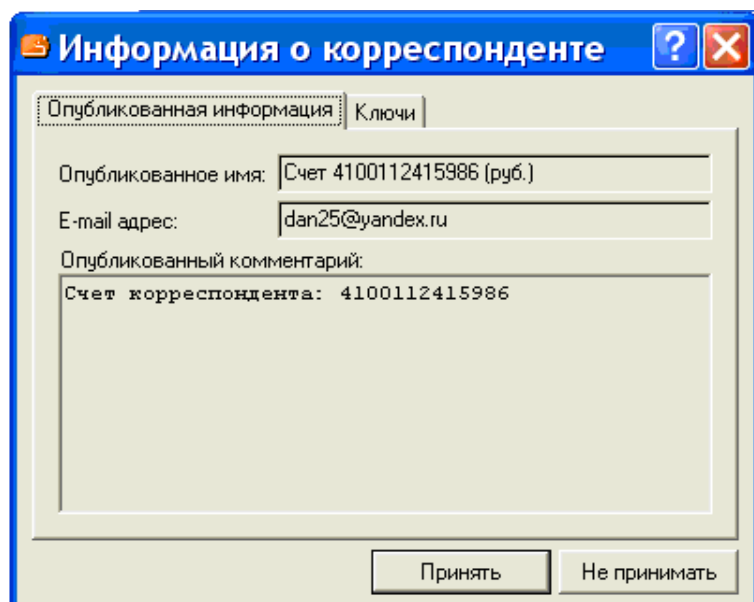 Информация о корреспонденте
Опубликованная информация Ключи
Опубликованное имя: Счет 4100112415986 (руб.)
E-mail адрес: dan25@yandex.ru
Опубликованный комментарий:
Счет корреспондента: 4100112415986
Принять Не принимать